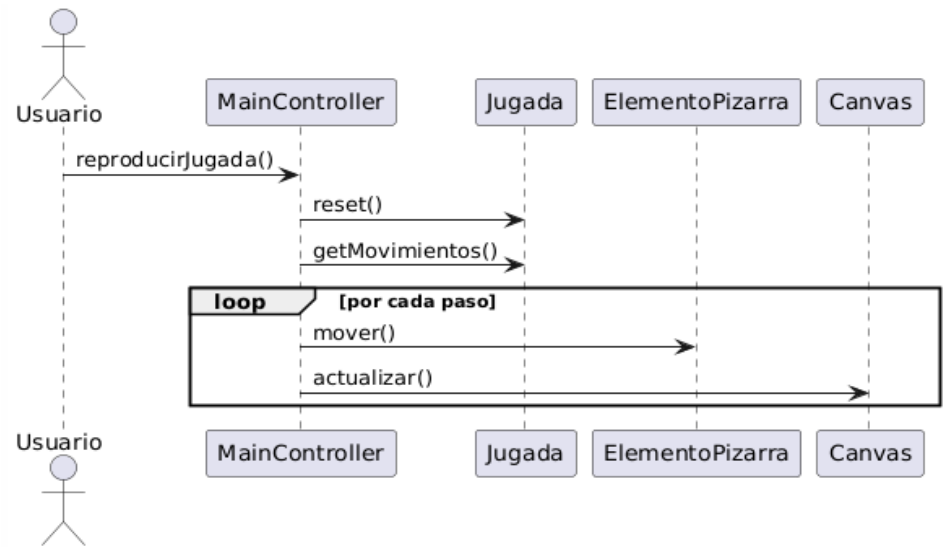 Usuario
MainController
Jugada
ElementoPizarra
Canvas
reproducirJugada()
reset()
getMovimientos()
loop
[por cada paso]
mover()
actualizar()
Usuario
MainController
Jugada
ElementoPizarra
Canvas